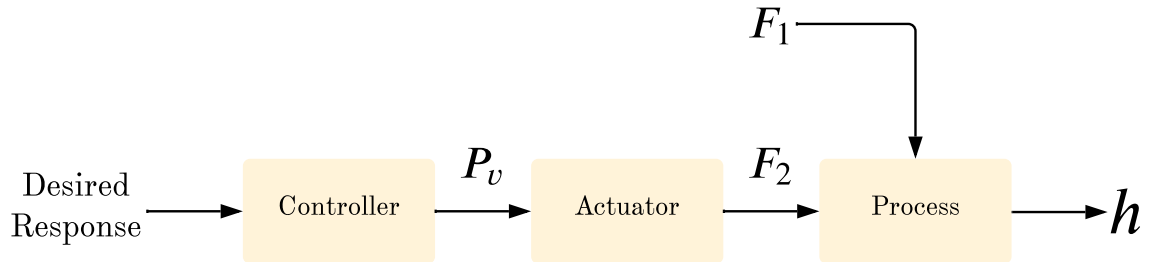 F₁
Desired
Response
Controller
Pᵥ
Actuator
F₂
Process
h